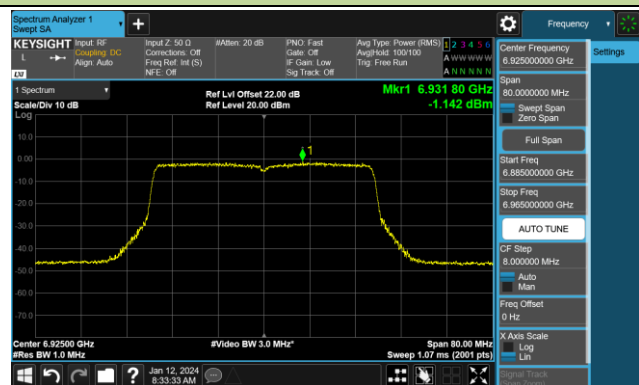 Spectrum Analyzer 1
Swept SA
+
Frequency
KEYSIGHT
L
LXI
Input: RF
Coupling: DC
Align: Auto
Input Z: 50 Ω
Corrections: Off
Freq Ref: Int (S)
NFE: Off
#Atten: 20 dB
PNO: Fast
Gate: Off
IF Gain: Low
Sig Track: Off
Avg Type: Power (RMS)
Avg|Hold: 100/100
Trig: Free Run
1 2 3 4 5 6
A W W W W W
A N N N N N
1 Spectrum
Scale/Div 10 dB
Log
Ref Lvl Offset 22.00 dB
Ref Level 20.00 dBm
Mkr1 6.931 80 GHz
-1.142 dBm
1
10.0
0.00
-10.0
-20.0
-30.0
-40.0
-50.0
-60.0
-70.0
Center 6.92500 GHz
#Res BW 1.0 MHz
#Video BW 3.0 MHz*
Span 80.00 MHz
Sweep 1.07 ms (2001 pts)
Center Frequency
6.925000000 GHz
Span
80.0000000 MHz
Swept Span
Zero Span
Full Span
Start Freq
6.885000000 GHz
Stop Freq
6.965000000 GHz
AUTO TUNE
CF Step
8.000000 MHz
Auto
Man
Freq Offset
0 Hz
X Axis Scale
Log
Lin
Signal Track
(Span Zoom)
Settings
?
Jan 12, 2024
8:33:33 AM